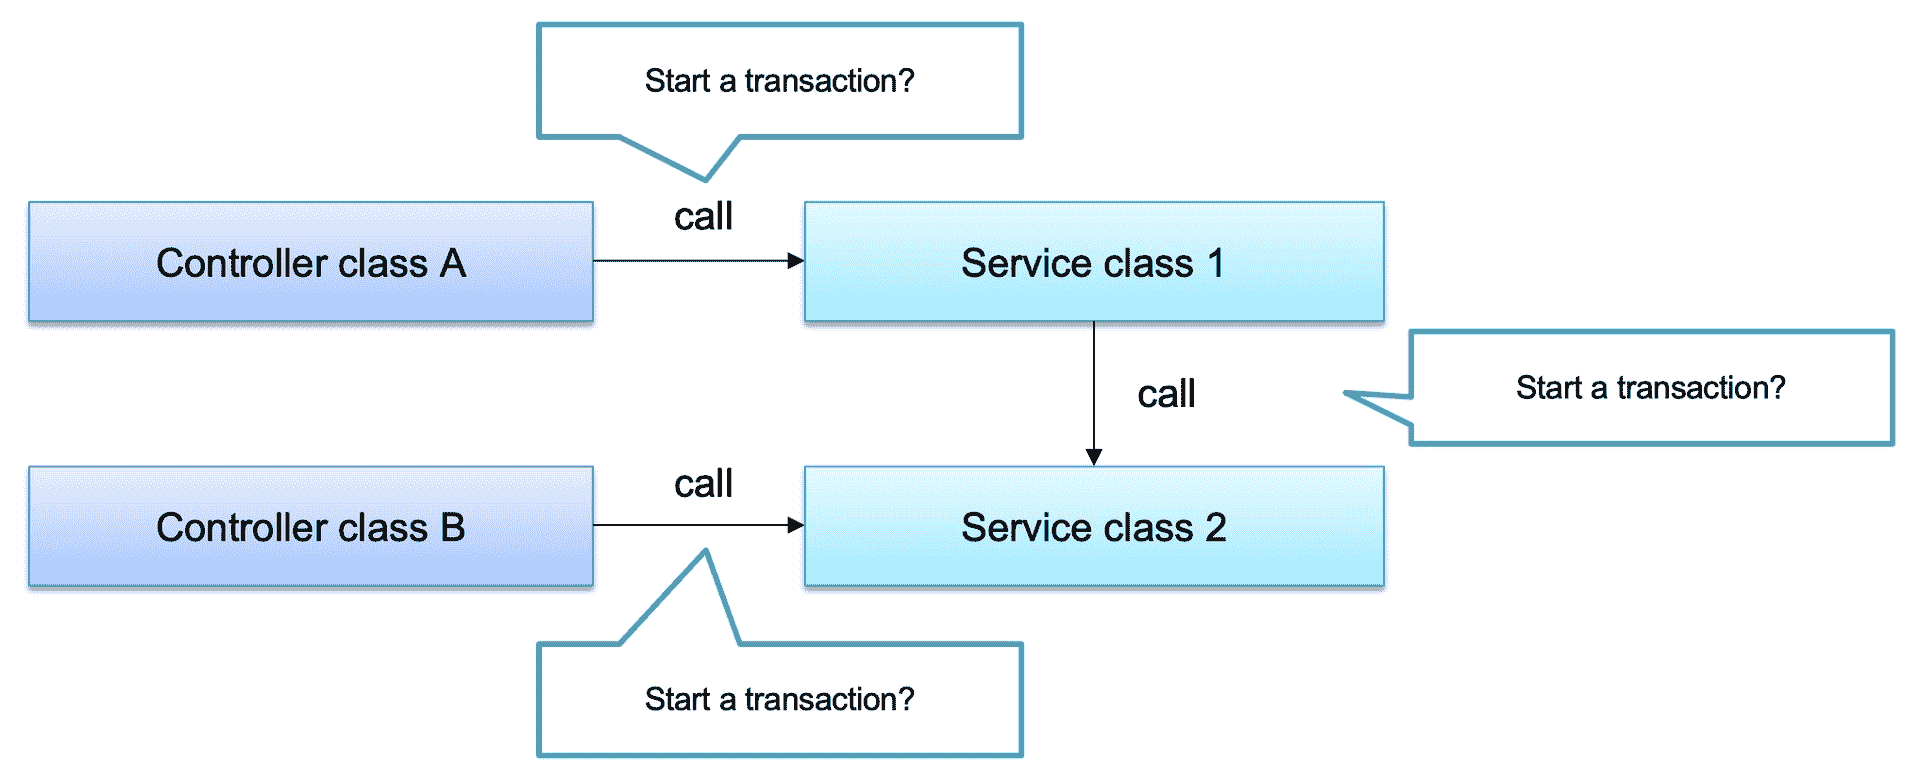 Start a transaction?
call
Controller class A
Service class 1
call
Start a transaction?
call
Controller class B
Service class 2
Start a transaction?